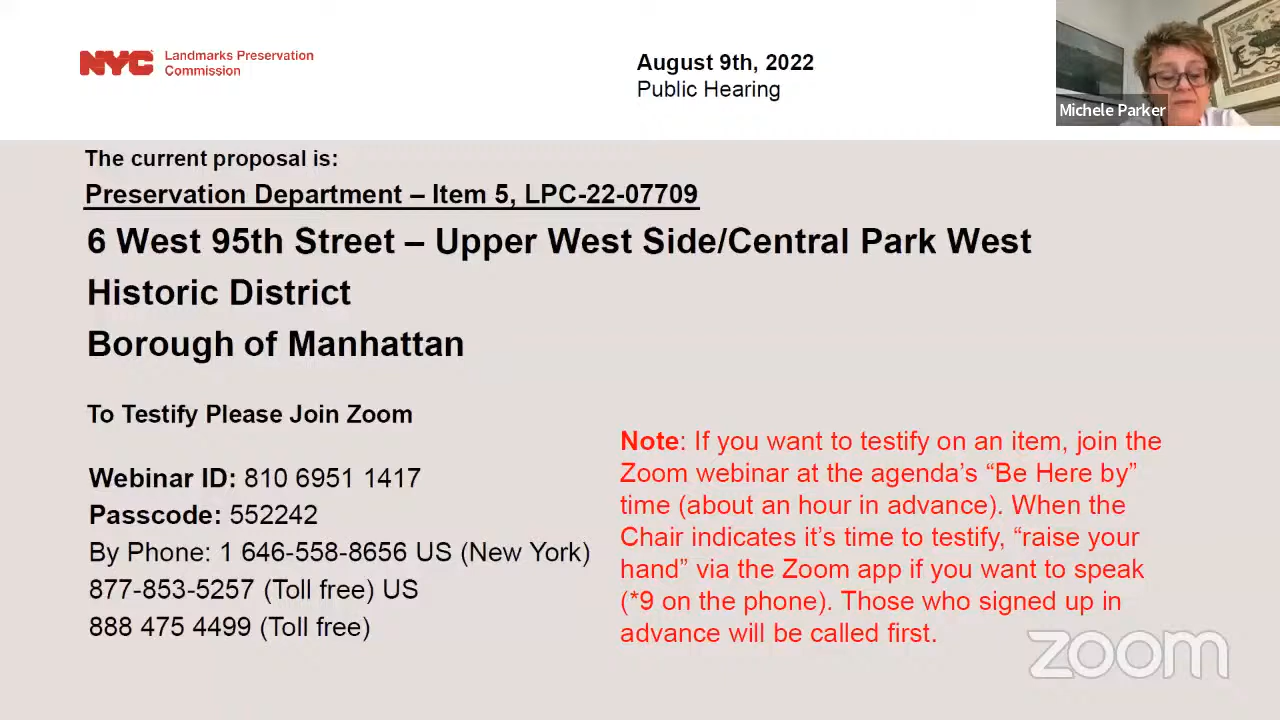 NYC Landmarks Preservation
Commission
August 9th, 2022
Public Hearing
Michele Parker
The current proposal is:
Preservation Department – Item 5, LPC-22-07709
6 West 95th Street – Upper West Side/Central Park West
Historic District
Borough of Manhattan
To Testify Please Join Zoom
Webinar ID: 810 6951 1417
Passcode: 552242
By Phone: 1 646-558-8656 US (New York)
877-853-5257 (Toll free) US
888 475 4499 (Toll free)
Note: If you want to testify on an item, join the
Zoom webinar at the agenda’s “Be Here by”
time (about an hour in advance). When the
Chair indicates it’s time to testify, “raise your
hand” via the Zoom app if you want to speak
(*9 on the phone). Those who signed up in
advance will be called first.
zoom